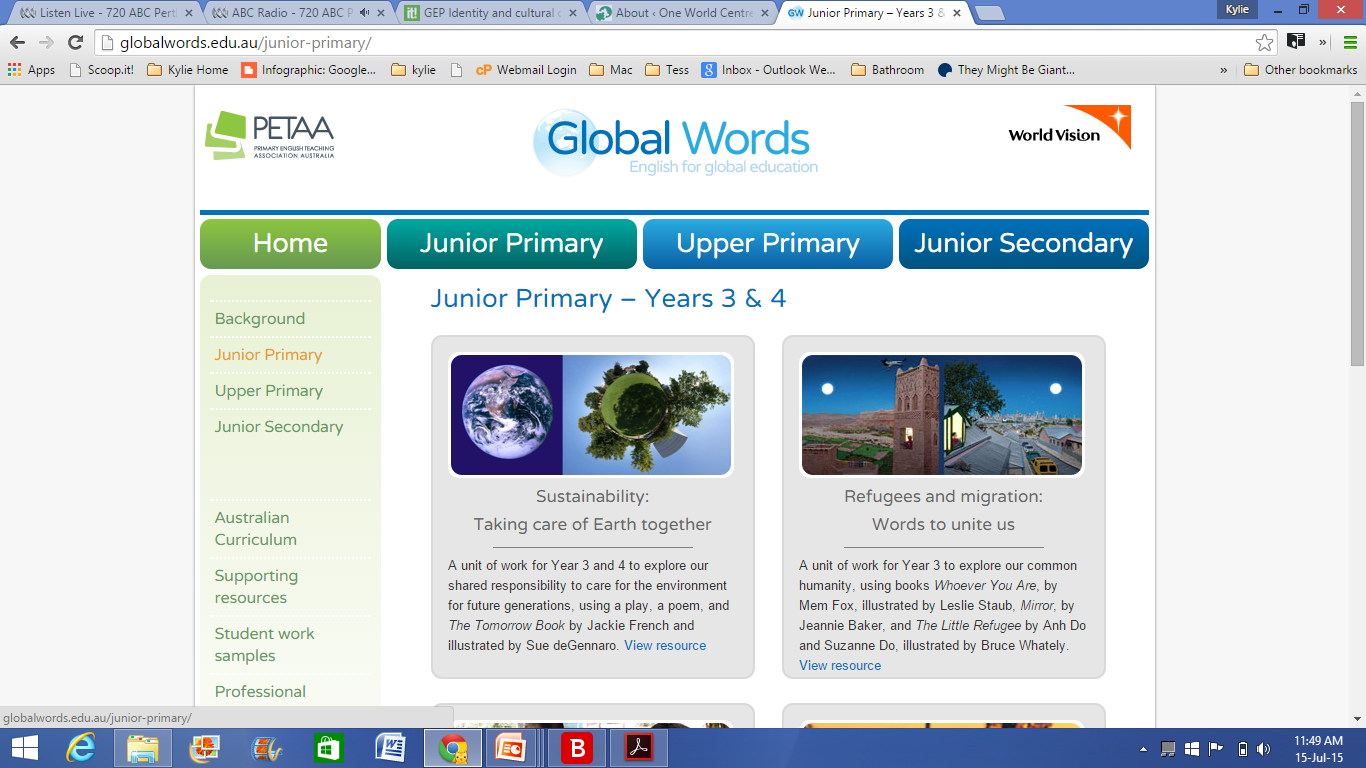 Listen Live - 720 ABC Pert
ABC Radio - 720 ABC P
GEP Identity and cultural e
About ‹ One World Centre
Junior Primary – Years 3 &
Kylie
globalwords.edu.au/junior-primary/
Apps
Scoop.it!
Kylie Home
Infographic: Google...
kylie
cP Webmail Login
Mac
Tess
8 Inbox - Outlook We...
Bathroom
They Might Be Giant...
»
Other bookmarks
PETAA
PRIMARY ENGLISH TEACHING
ASSOCIATION AUSTRALIA
Global Words
English for global education
World Vision
Home
Junior Primary
Upper Primary
Junior Secondary
Background
Junior Primary
Upper Primary
Junior Secondary
Australian
Curriculum
Supporting
resources
Student work
samples
Professional
Junior Primary – Years 3 & 4
Sustainability:
Taking care of Earth together
A unit of work for Year 3 and 4 to explore our
shared responsibility to care for the environment
for future generations, using a play, a poem, and
The Tomorrow Book by Jackie French and
illustrated by Sue deGennaro. View resource
Refugees and migration:
Words to unite us
A unit of work for Year 3 to explore our common
humanity, using books Whoever You Are, by
Mem Fox, illustrated by Leslie Staub, Mirror, by
Jeannie Baker, and The Little Refugee by Anh Do
and Suzanne Do, illustrated by Bruce Whately.
View resource
globalwords.edu.au/junior-primary/
11:49 AM
15-Jul-15